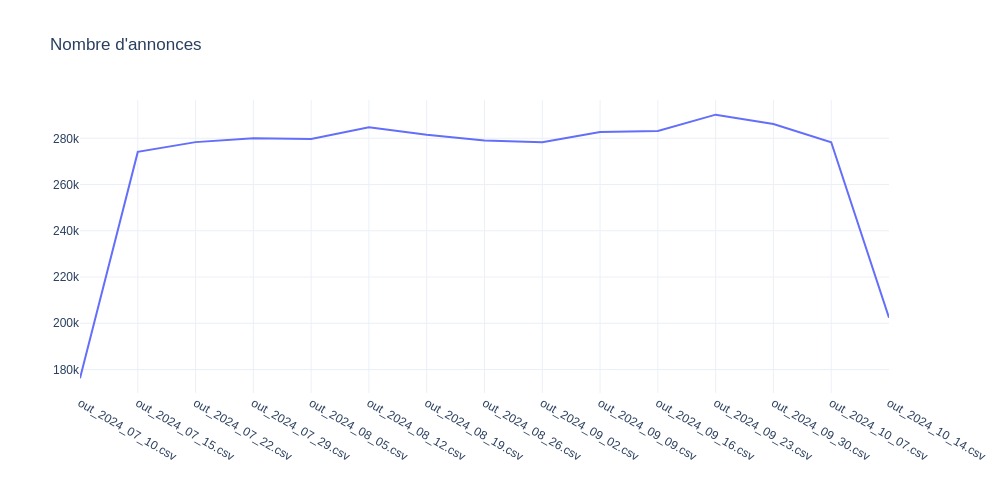 Nombre d'annonces
280k
260k
240k
220k
200k
180k
out_2024_07_10.csv
out_2024_07_15.csv
out_2024_07_22.csv
out_2024_07_29.csv
out_2024_08_05.csv
out_2024_08_12.csv
out_2024_08_19.csv
out_2024_08_26.csv
out_2024_09_02.csv
out_2024_09_09.csv
out_2024_09_16.csv
out_2024_09_23.csv
out_2024_09_30.csv
out_2024_10_07.csv
out_2024_10_14.csv